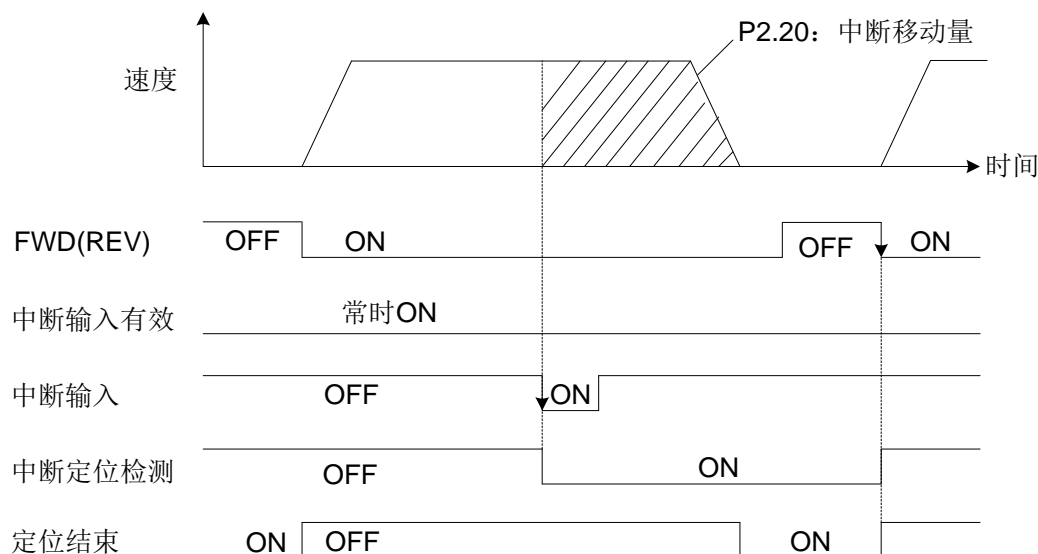 P2.20：中断移动量
速度
时间
FWD(REV) OFF ON OFF ON
中断输入有效 常时ON
中断输入 OFF ON
中断定位检测 OFF ON
定位结束 ON OFF ON